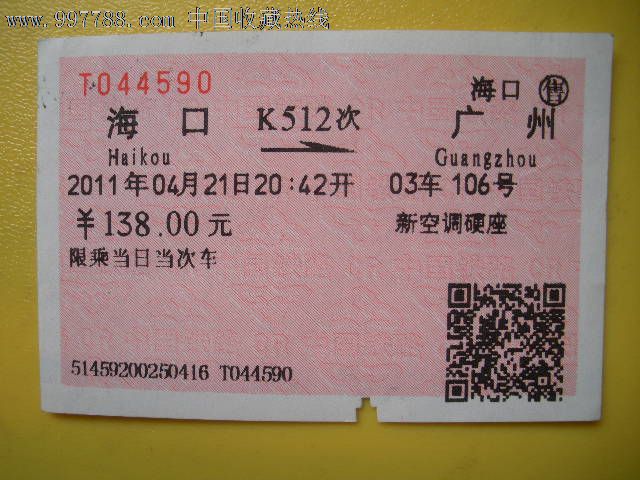 www.997788.com 中国收藏热线
T044590
海口 售
海口 K512次 广州
Haikou Guangzhou
2011年04月21日20:42开 03车 106号
￥138.00元 新空调硬座
限乘当日当次车
51459200250416 T044590